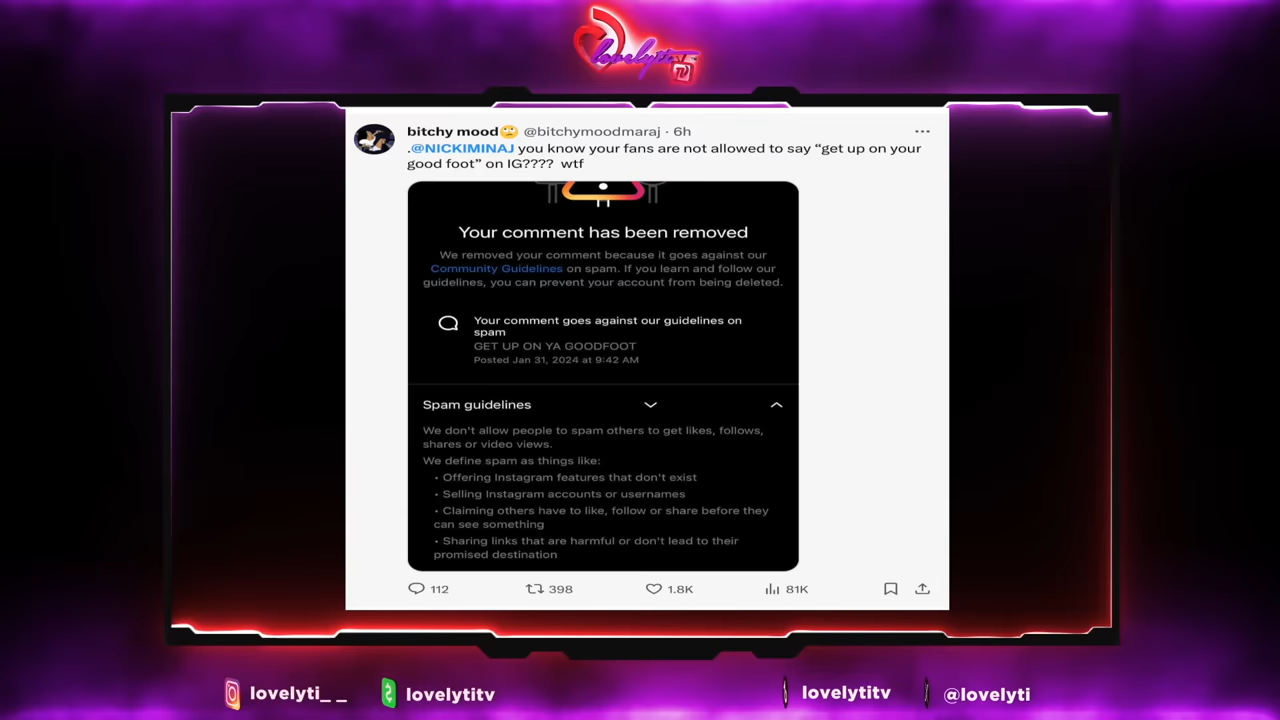 lovelyti
TV
bitchy mood🙄 @bitchymoodmaraj · 6h
.@NICKIMINAJ you know your fans are not allowed to say “get up on your
good foot” on IG???? wtf
Your comment has been removed
We removed your comment because it goes against our
Community Guidelines on spam. If you learn and follow our
guidelines, you can prevent your account from being deleted.
Your comment goes against our guidelines on
spam
GET UP ON YA GOODFOOT
Posted Jan 31, 2024 at 9:42 AM
Spam guidelines
We don't allow people to spam others to get likes, follows,
shares or video views.
We define spam as things like:
• Offering Instagram features that don't exist
• Selling Instagram accounts or usernames
• Claiming others have to like, follow or share before they
can see something
• Sharing links that are harmful or don't lead to their
promised destination
112 398 1.8K 81K
lovelyti_ _ lovelytitv lovelytitv @lovelyti